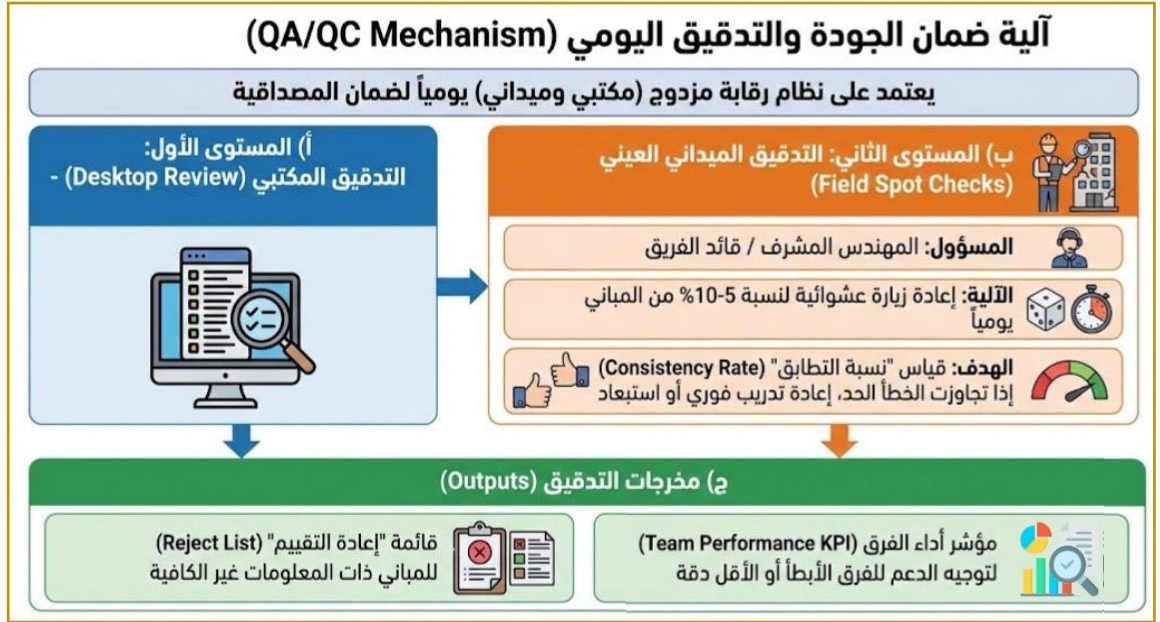 آلية ضمان الجودة والتدقيق اليومي (QA/QC Mechanism)
يعتمد على نظام رقابة مزدوج (مكتبي وميداني) يومياً لضمان المصداقية
أ) المستوى الأول:
التدقيق المكتبي (Desktop Review) -
ب) المستوى الثاني: التدقيق الميداني العيني
(Field Spot Checks)
المسؤول: المهندس المشرف / قائد الفريق
الآلية: إعادة زيارة عشوائية لنسبة 5-10% من المباني
يومياً
الهدف: قياس "نسبة التطابق" (Consistency Rate)
إذا تجاوزت الخطأ الحد، إعادة تدريب فوري أو استبعاد
ج) مخرجات التدقيق (Outputs)
مؤشر أداء الفرق (Team Performance KPI)
لتوجيه الدعم للفرق الأبطأ أو الأقل دقة
قائمة "إعادة التقييم" (Reject List)
للمباني ذات المعلومات غير الكافية